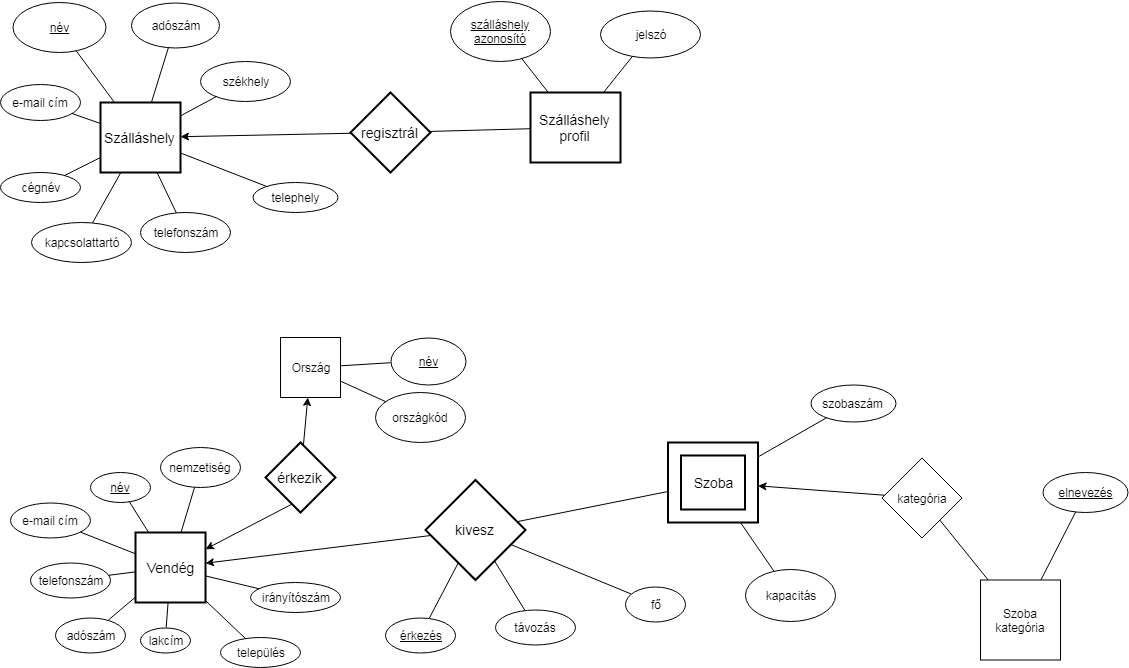 név
adószám
székhely
e-mail cím
Szálláshely
cégnév
kapcsolattartó
telefonszám
telephely
regisztrál
szálláshely
azonosító
jelszó
Szálláshely
profil
Ország
név
országkód
érkezik
nemzetiség
név
e-mail cím
Vendég
telefonszám
adószám
lakcím
település
irányítószám
kivesz
érkezés
távozás
fő
Szoba
szobaszám
kapacitás
kategória
elnevezés
Szoba
kategória